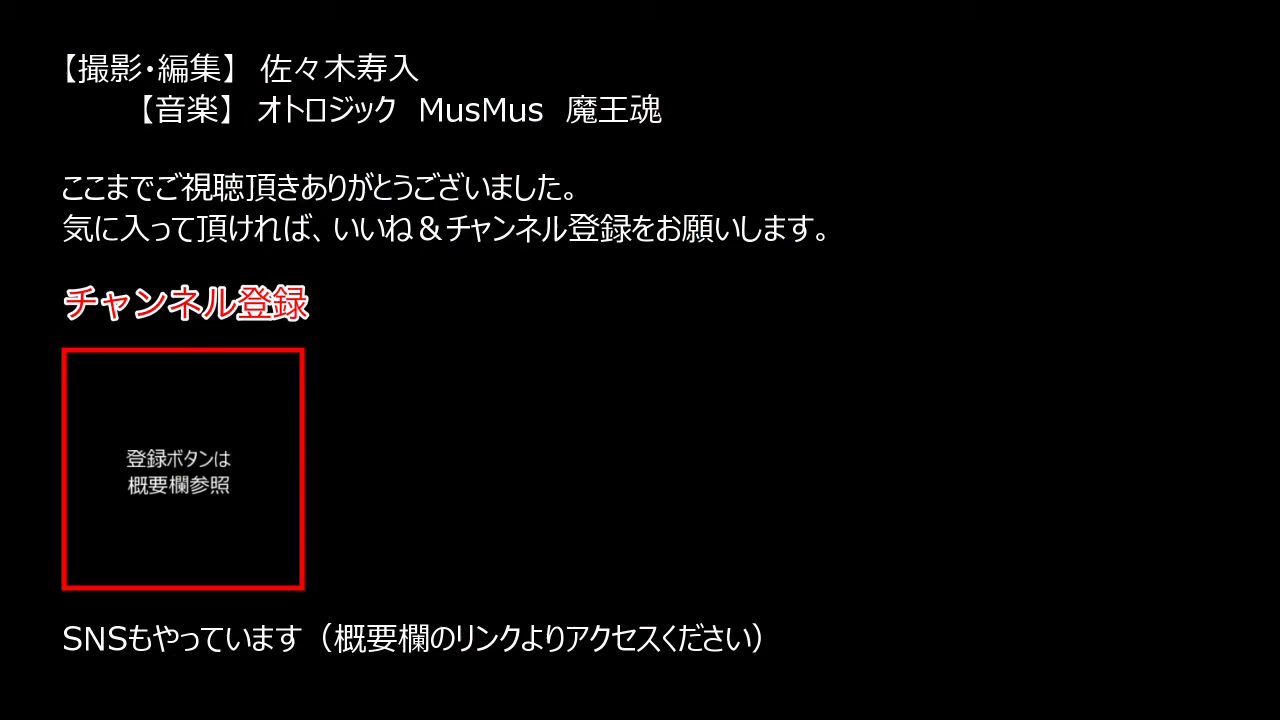 【撮影・編集】 佐々木寿入
【音楽】 オトロジック MusMus 魔王魂
ここまでご視聴頂きありがとうございました。
気に入って頂ければ、いいね＆チャンネル登録をお願いします。
チャンネル登録
登録ボタンは
概要欄参照
SNSもやっています（概要欄のリンクよりアクセスください）